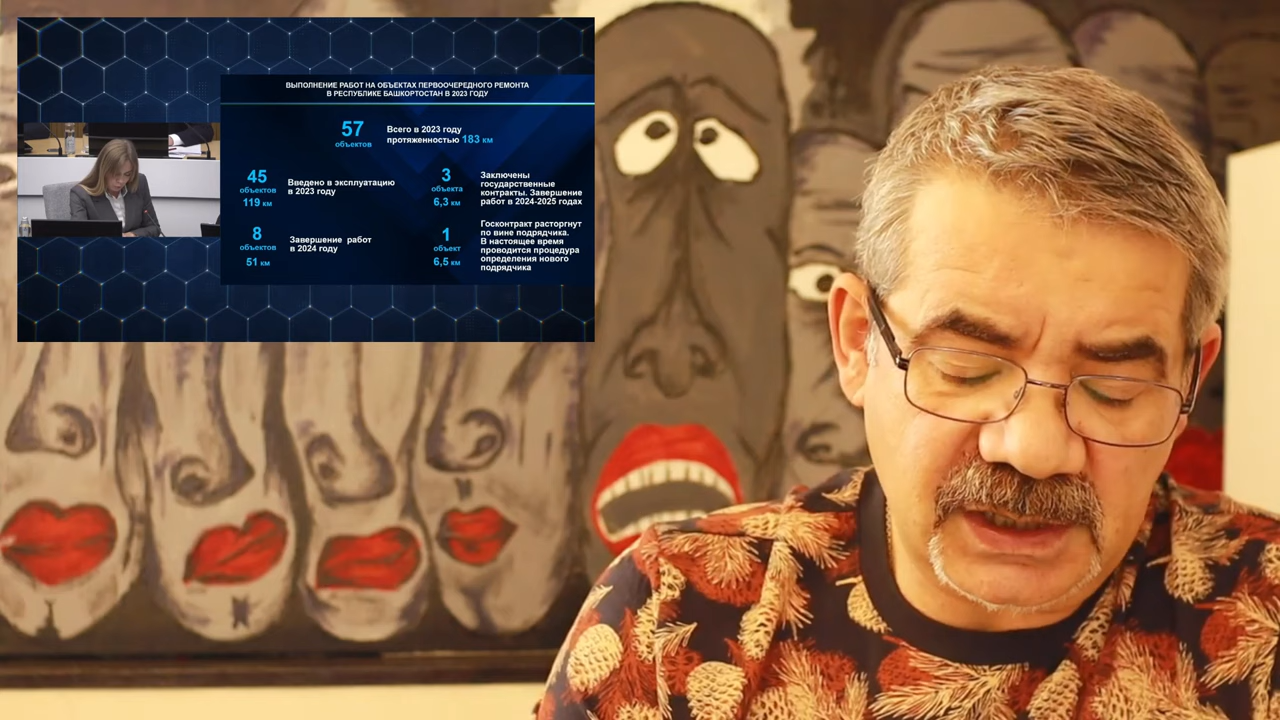 ВЫПОЛНЕНИЕ РАБОТ НА ОБЪЕКТАХ ПЕРВООЧЕРЕДНОГО РЕМОНТА
В РЕСПУБЛИКЕ БАШКОРТОСТАН В 2023 ГОДУ
57
объектов
Всего в 2023 году
протяженностью 183 км
45
объектов
119 км
Введено в эксплуатацию
в 2023 году
3
объекта
6,3 км
Заключены
государственные
контракты. Завершение
работ в 2024-2025 годах
8
объектов
51 км
Завершение работ
в 2024 году
1
объект
6,5 км
Госконтракт расторгнут
по вине подрядчика.
В настоящее время
проводится процедура
определения нового
подрядчика